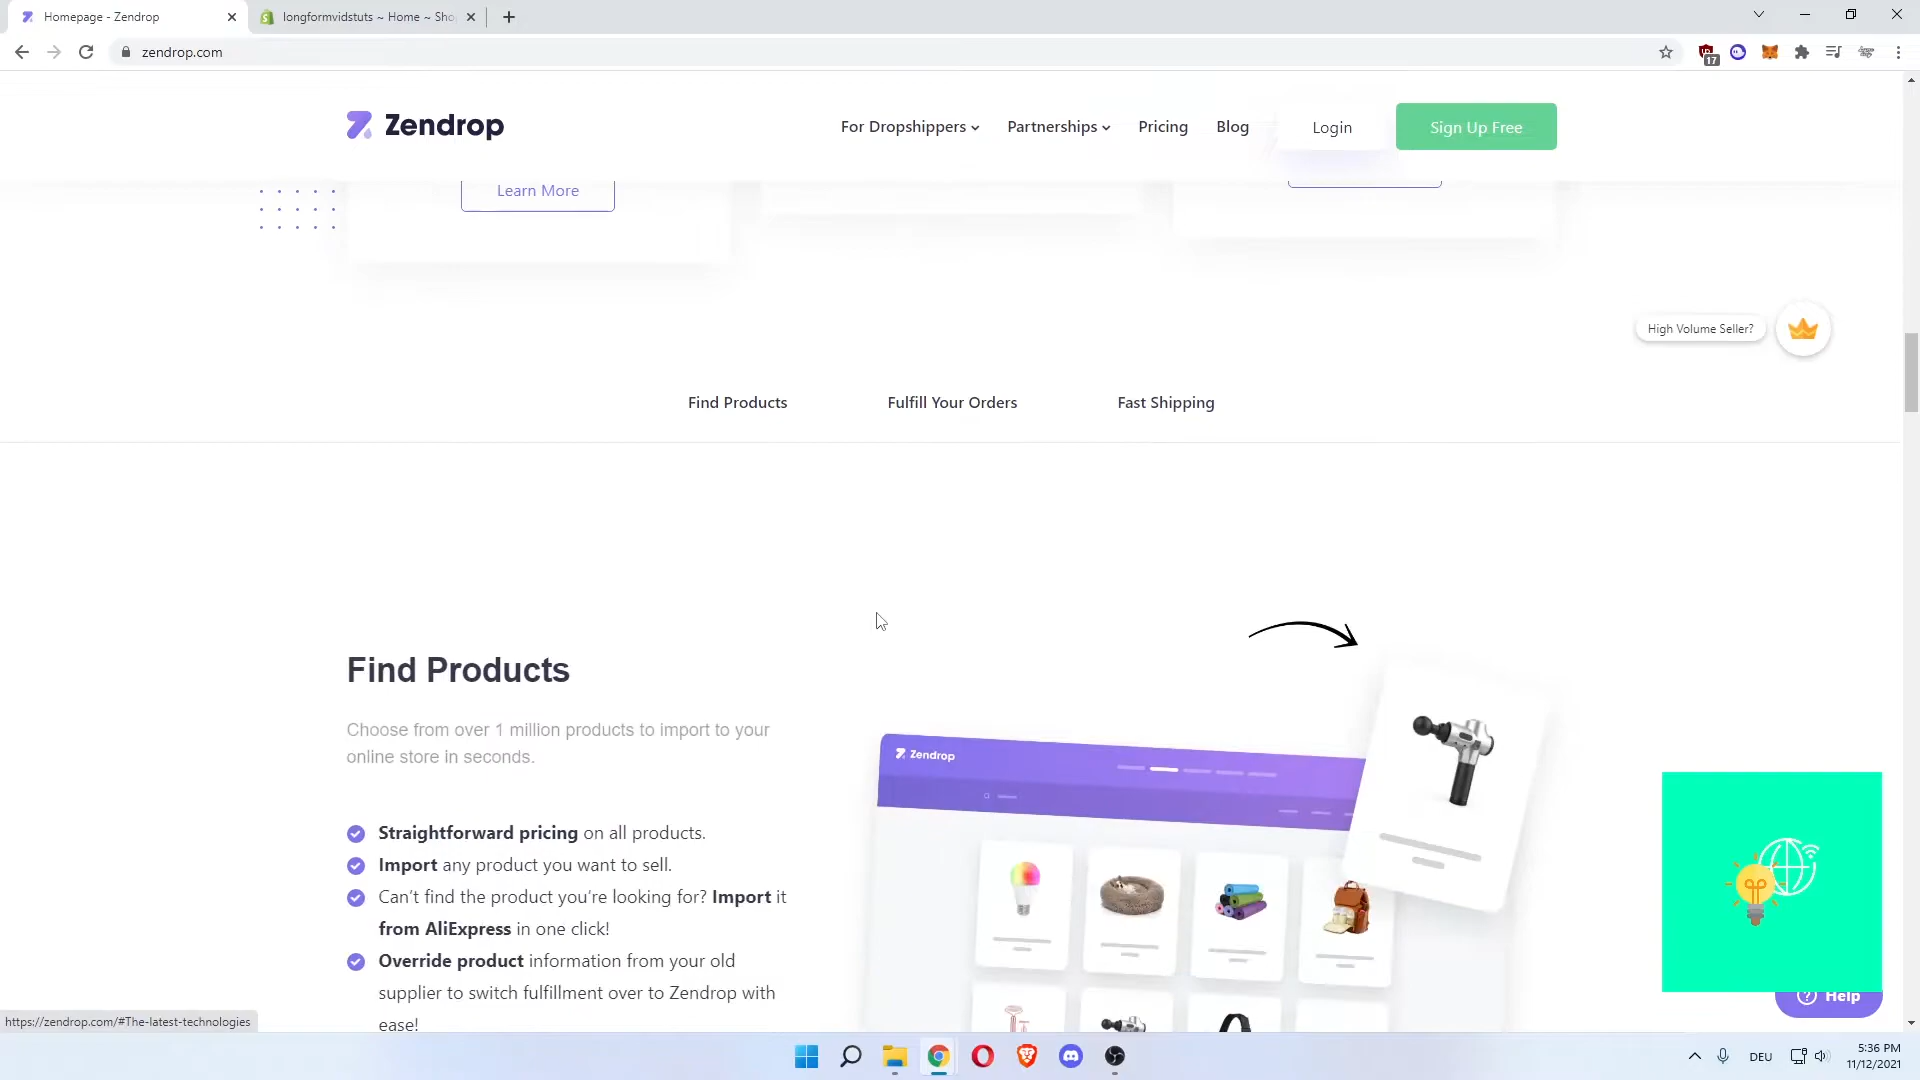 Homepage - Zendrop
longformvidstuts ~ Home ~ Sho
zendrop.com
17
Zendrop
For Dropshippers
Partnerships
Pricing
Blog
Login
Sign Up Free
Learn More
High Volume Seller?
Find Products
Fulfill Your Orders
Fast Shipping
Find Products
Choose from over 1 million products to import to your
online store in seconds.
Zendrop
Straightforward pricing on all products.
Import any product you want to sell.
Can't find the product you're looking for? Import it
from AliExpress in one click!
Override product information from your old
supplier to switch fulfillment over to Zendrop with
ease!
Help
https://zendrop.com/#The-latest-technologies
DEU
5:36 PM
11/12/2021